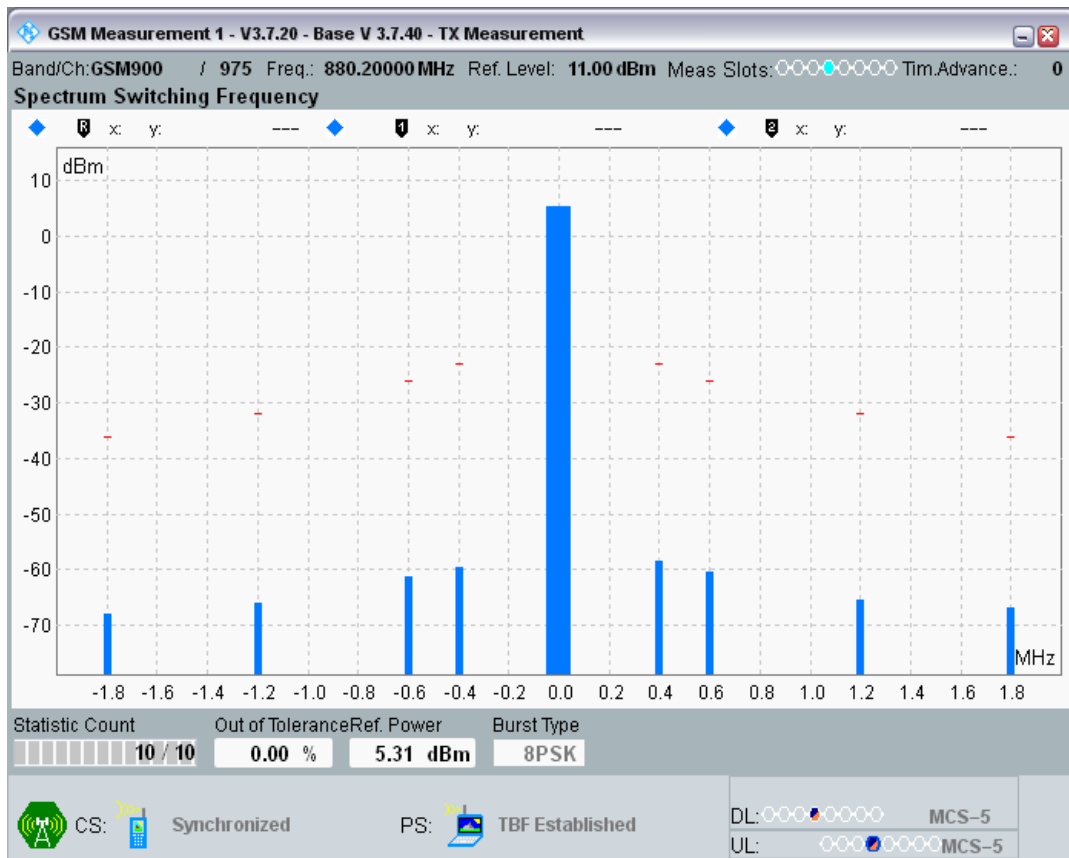 GSM Measurement 1 - V3.7.20 - Base V 3.7.40 - TX Measurement
Band/Ch:GSM900 / 975 Freq.: 880.20000 MHz Ref. Level: 11.00 dBm Meas Slots: Tim.Advance.: 0
Spectrum Switching Frequency
R x: y: --- 1 x: y: --- 2 x: y: ---
dBm
10
0
-10
-20
-30
-40
-50
-60
-70
MHz
-1.8 -1.6 -1.4 -1.2 -1.0 -0.8 -0.6 -0.4 -0.2 0.0 0.2 0.4 0.6 0.8 1.0 1.2 1.4 1.6 1.8
Statistic Count Out of Tolerance Ref. Power Burst Type
10 / 10 0.00 % 5.31 dBm 8PSK
CS: Synchronized PS: TBF Established
DL: MCS-5
UL: MCS-5